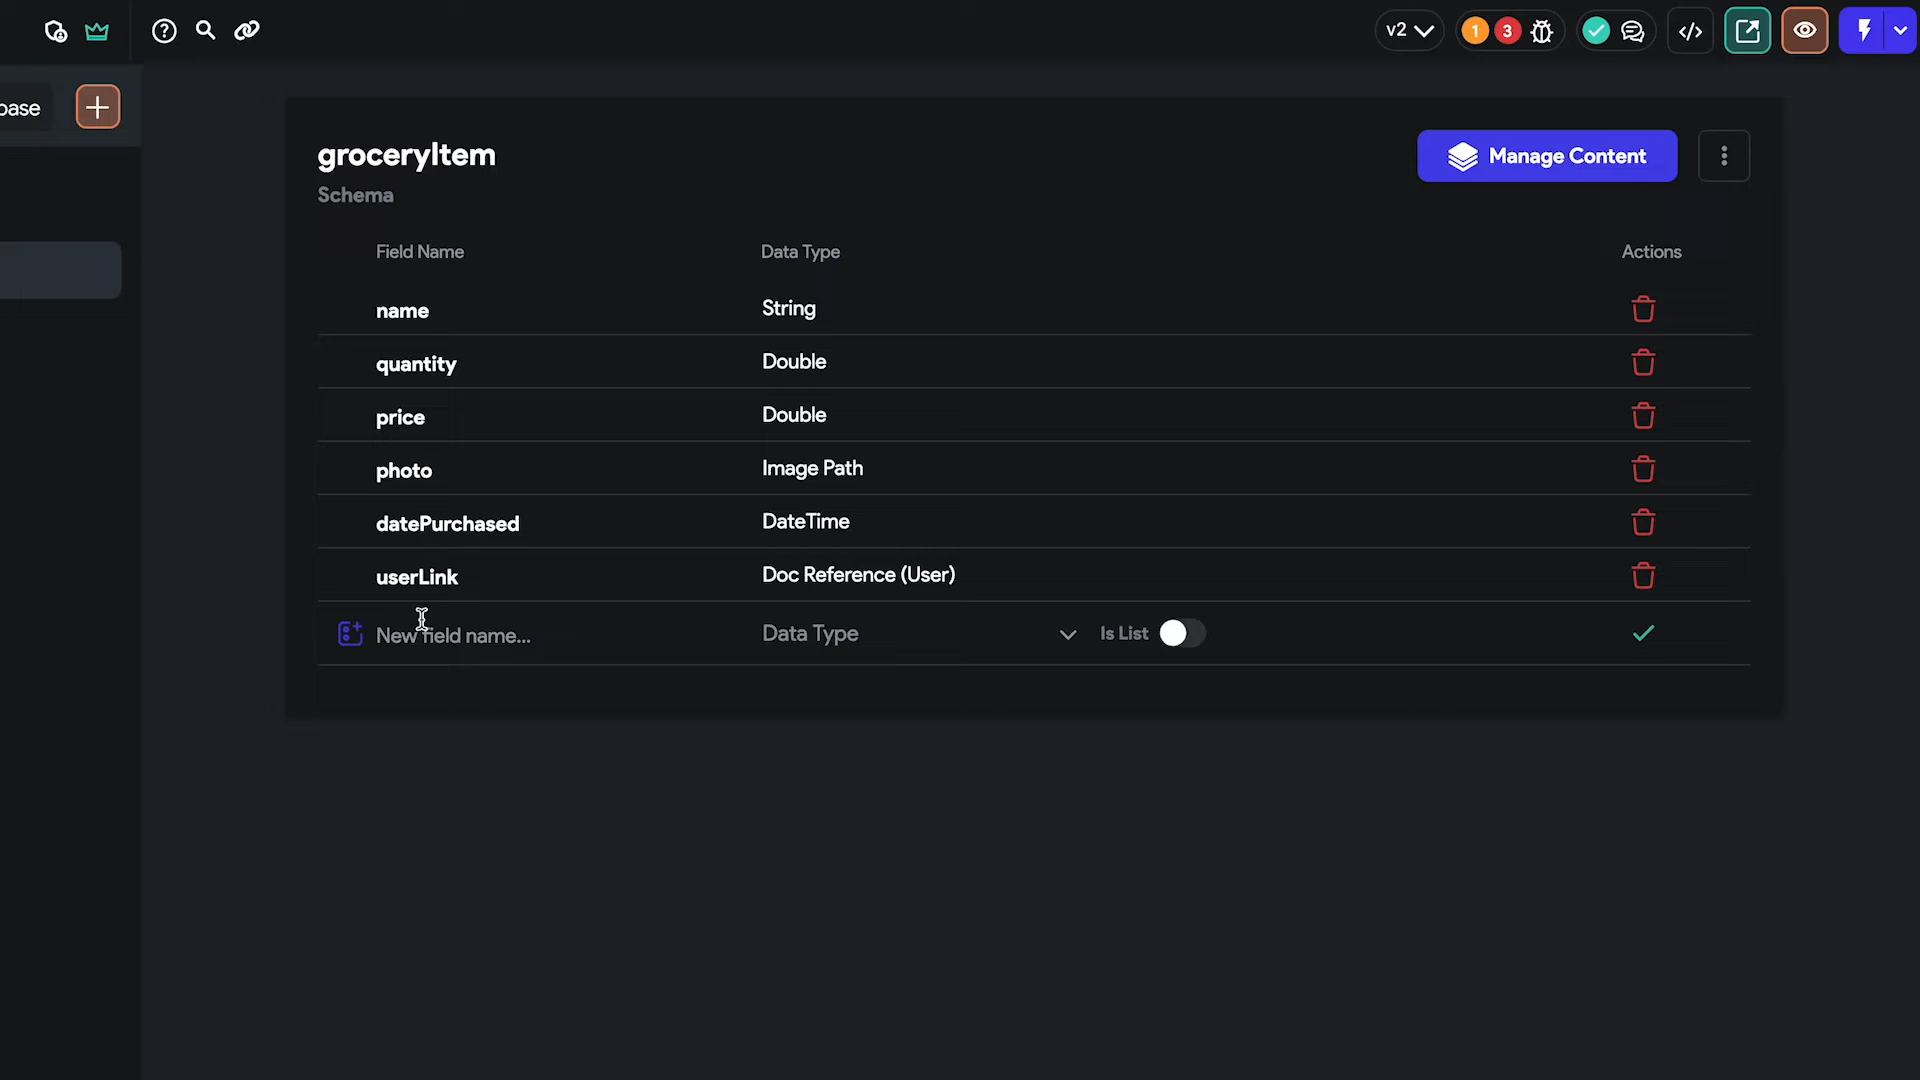 v2
1
3
base
groceryItem
Schema
Manage Content
Field Name
Data Type
Actions
name
String
quantity
Double
price
Double
photo
Image Path
datePurchased
DateTime
userLink
Doc Reference (User)
New field name...
Data Type
Is List